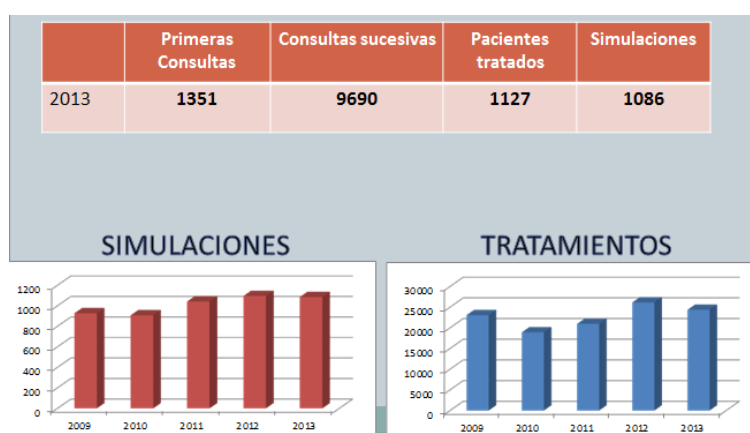 Primeras Consultas sucesivas Pacientes Simulaciones
Consultas tratados
2013 1351 9690 1127 1086
SIMULACIONES TRATAMIENTOS
1200
1000
800
600
400
200
0
2009 2010 2011 2012 2013
30000
25000
20000
15000
10000
5000
0
2009 2010 2011 2012 2013